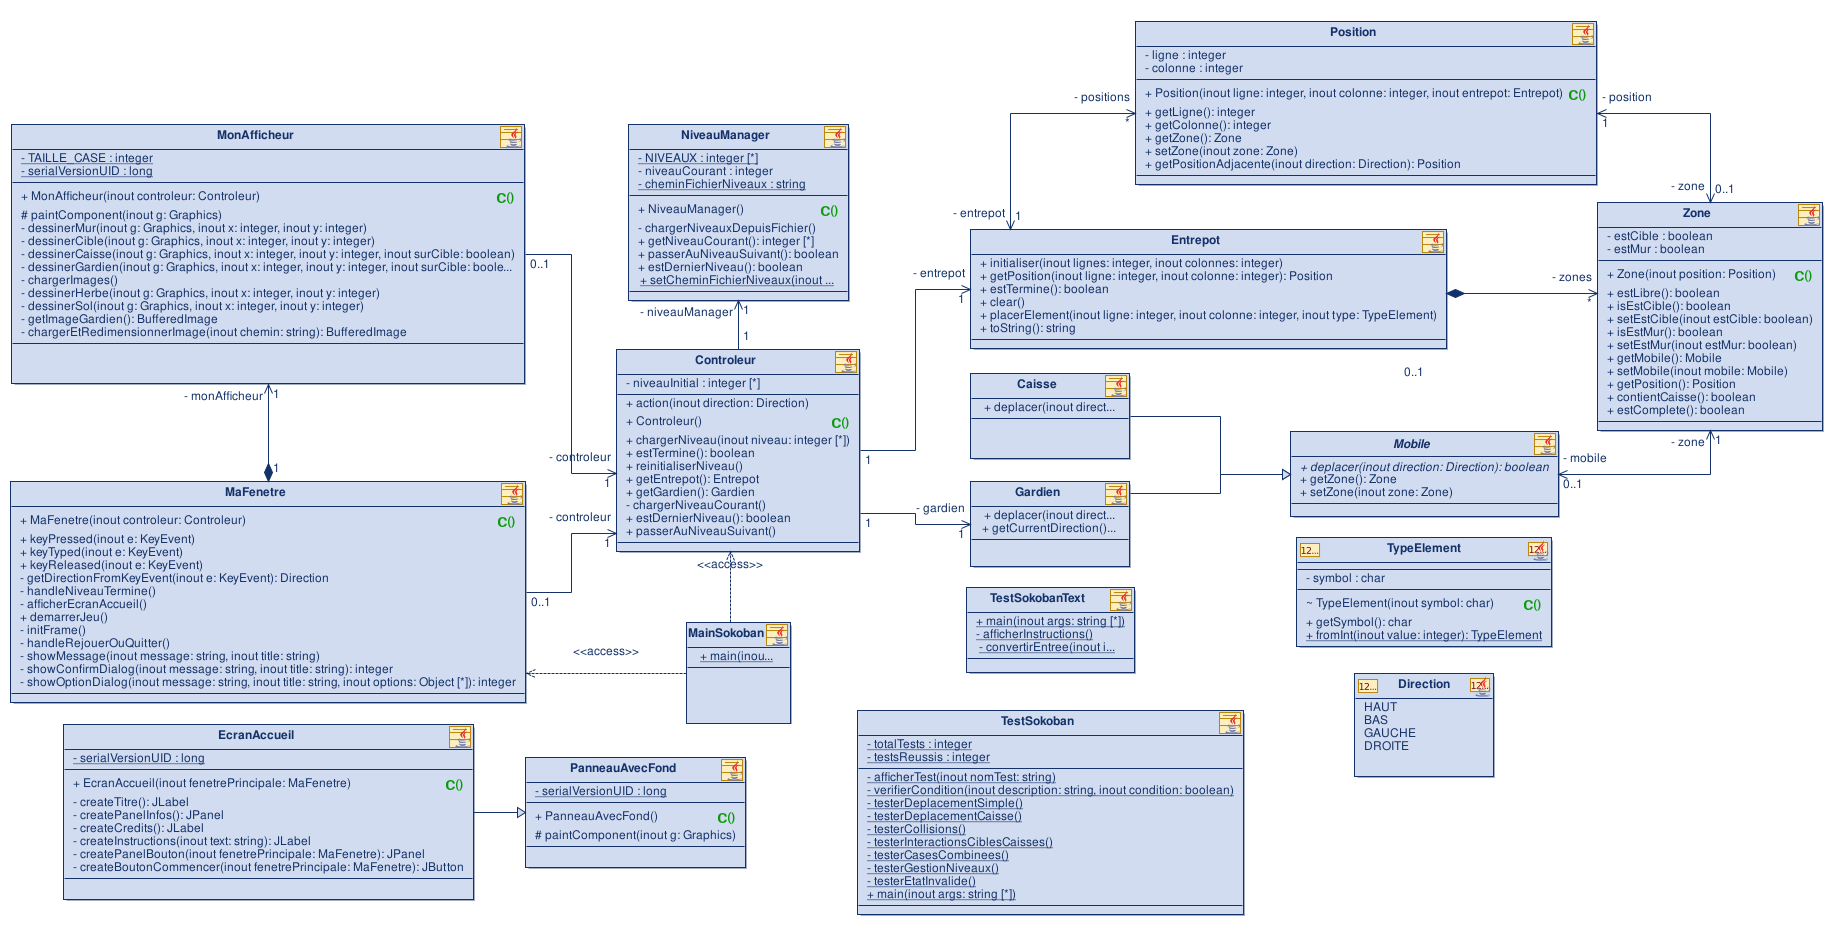 Position
- ligne : integer
- colonne : integer
+ Position(inout ligne: integer, inout colonne: integer, inout entrepot: Entrepot) C()
+ getLigne(): integer
+ getColonne(): integer
+ getZone(): Zone
+ setZone(inout zone: Zone)
+ getPositionAdjacente(inout direction: Direction): Position
- positions
*
- position
1
MonAfficheur
- TAILLE_CASE : integer
- serialVersionUID : long
+ MonAfficheur(inout controleur: Controleur) C()
# paintComponent(inout g: Graphics)
- dessinerMur(inout g: Graphics, inout x: integer, inout y: integer)
- dessinerCible(inout g: Graphics, inout x: integer, inout y: integer)
- dessinerCaisse(inout g: Graphics, inout x: integer, inout y: integer, inout surCible: boolean)
- dessinerGardien(inout g: Graphics, inout x: integer, inout y: integer, inout surCible: boole...
- chargerImages()
- dessinerHerbe(inout g: Graphics, inout x: integer, inout y: integer)
- dessinerSol(inout g: Graphics, inout x: integer, inout y: integer)
- getImageGardien(): BufferedImage
- chargerEtRedimensionnerImage(inout chemin: string): BufferedImage
0..1
NiveauManager
- NIVEAUX : integer [*]
- niveauCourant : integer
- cheminFichierNiveaux : string
+ NiveauManager() C()
- chargerNiveauxDepuisFichier()
+ getNiveauCourant(): integer [*]
+ passerAuNiveauSuivant(): boolean
+ estDernierNiveau(): boolean
+ setCheminFichierNiveaux(inout ...
- niveauManager
1
1
- zone
0..1
Zone
- estCible : boolean
- estMur : boolean
+ Zone(inout position: Position) C()
+ estLibre(): boolean
+ isEstCible(): boolean
+ setEstCible(inout estCible: boolean)
+ isEstMur(): boolean
+ setEstMur(inout estMur: boolean)
+ getMobile(): Mobile
+ setMobile(inout mobile: Mobile)
+ getPosition(): Position
+ contientCaisse(): boolean
+ estComplete(): boolean
- entrepot
1
Entrepot
+ initialiser(inout lignes: integer, inout colonnes: integer)
+ getPosition(inout ligne: integer, inout colonne: integer): Position
+ estTermine(): boolean
+ clear()
+ placerElement(inout ligne: integer, inout colonne: integer, inout type: TypeElement)
+ toString(): string
- entrepot
1
- zones
*
0..1
Controleur
- niveauInitial : integer [*]
+ action(inout direction: Direction)
+ Controleur() C()
+ chargerNiveau(inout niveau: integer [*])
+ estTermine(): boolean
+ reinitialiserNiveau()
+ getEntrepot(): Entrepot
+ getGardien(): Gardien
- chargerNiveauCourant()
+ estDernierNiveau(): boolean
+ passerAuNiveauSuivant()
- controleur
1
- controleur
1
1
1
Caisse
+ deplacer(inout direct...
Gardien
+ deplacer(inout direct...
+ getCurrentDirection()...
- gardien
1
Mobile
+ deplacer(inout direction: Direction): boolean
+ getZone(): Zone
+ setZone(inout zone: Zone)
- zone
1
- mobile
0..1
- monAfficheur
1
1
MaFenetre
+ MaFenetre(inout controleur: Controleur) C()
+ keyPressed(inout e: KeyEvent)
+ keyTyped(inout e: KeyEvent)
+ keyReleased(inout e: KeyEvent)
- getDirectionFromKeyEvent(inout e: KeyEvent): Direction
- handleNiveauTermine()
- afficherEcranAccueil()
+ demarrerJeu()
- initFrame()
- handleRejouerOuQuitter()
- showMessage(inout message: string, inout title: string)
- showConfirmDialog(inout message: string, inout title: string): integer
- showOptionDialog(inout message: string, inout title: string, inout options: Object [*]): integer
0..1
<<access>>
<<access>>
MainSokoban
+ main(inou...
TestSokobanText
+ main(inout args: string [*])
- afficherInstructions()
- convertirEntree(inout i...
12...
TypeElement
12...
- symbol : char
~ TypeElement(inout symbol: char) C()
+ getSymbol(): char
+ fromInt(inout value: integer): TypeElement
12...
Direction
12...
HAUT
BAS
GAUCHE
DROITE
EcranAccueil
- serialVersionUID : long
+ EcranAccueil(inout fenetrePrincipale: MaFenetre) C()
- createTitre(): JLabel
- createPanelInfos(): JPanel
- createCredits(): JLabel
- createInstructions(inout text: string): JLabel
- createPanelBouton(inout fenetrePrincipale: MaFenetre): JPanel
- createBoutonCommencer(inout fenetrePrincipale: MaFenetre): JButton
PanneauAvecFond
- serialVersionUID : long
+ PanneauAvecFond() C()
# paintComponent(inout g: Graphics)
TestSokoban
- totalTests : integer
- testsReussis : integer
- afficherTest(inout nomTest: string)
- verifierCondition(inout description: string, inout condition: boolean)
- testerDeplacementSimple()
- testerDeplacementCaisse()
- testerCollisions()
- testerInteractionsCiblesCaisses()
- testerCasesCombinees()
- testerGestionNiveaux()
- testerEtatInvalide()
+ main(inout args: string [*])